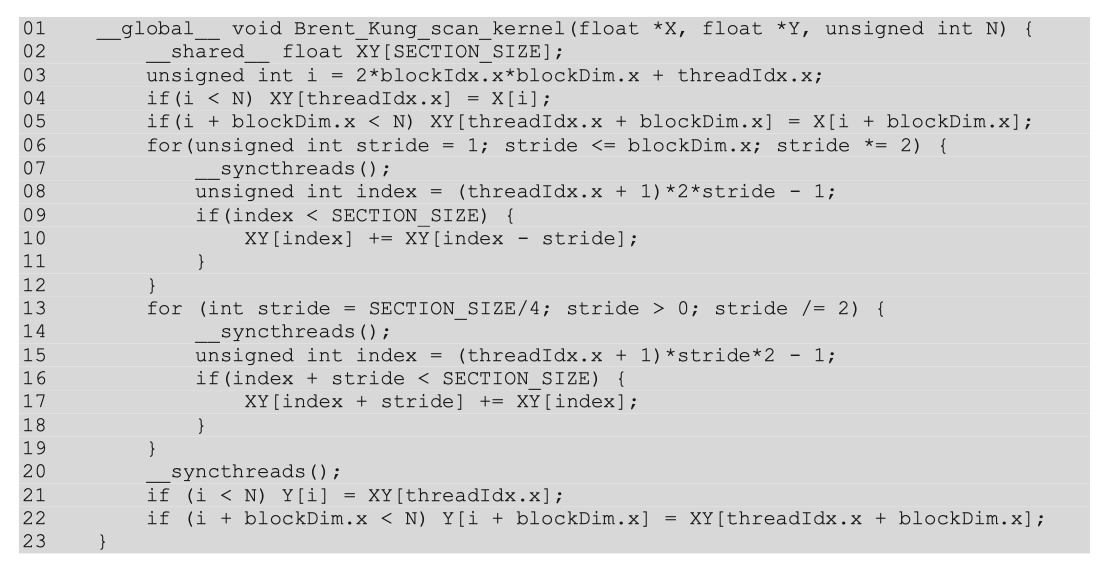 01 __global__ void Brent_Kung_scan_kernel(float *X, float *Y, unsigned int N) {
02 __shared__ float XY[SECTION_SIZE];
03 unsigned int i = 2*blockIdx.x*blockDim.x + threadIdx.x;
04 if(i < N) XY[threadIdx.x] = X[i];
05 if(i + blockDim.x < N) XY[threadIdx.x + blockDim.x] = X[i + blockDim.x];
06 for(unsigned int stride = 1; stride <= blockDim.x; stride *= 2) {
07 __syncthreads();
08 unsigned int index = (threadIdx.x + 1)*2*stride - 1;
09 if(index < SECTION_SIZE) {
10 XY[index] += XY[index - stride];
11 }
12 }
13 for (int stride = SECTION_SIZE/4; stride > 0; stride /= 2) {
14 __syncthreads();
15 unsigned int index = (threadIdx.x + 1)*stride*2 - 1;
16 if(index + stride < SECTION_SIZE) {
17 XY[index + stride] += XY[index];
18 }
19 }
20 __syncthreads();
21 if (i < N) Y[i] = XY[threadIdx.x];
22 if (i + blockDim.x < N) Y[i + blockDim.x] = XY[threadIdx.x + blockDim.x];
23 }